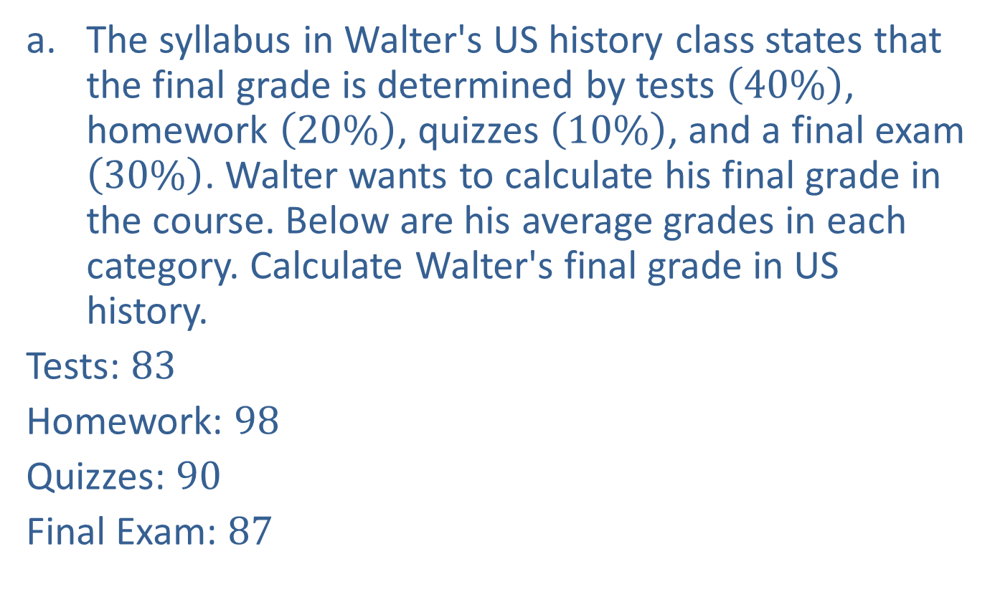 a. The syllabus in Walter's US history class states that
the final grade is determined by tests (40%),
homework (20%), quizzes (10%), and a final exam
(30%). Walter wants to calculate his final grade in
the course. Below are his average grades in each
category. Calculate Walter's final grade in US
history.
Tests: 83
Homework: 98
Quizzes: 90
Final Exam: 87